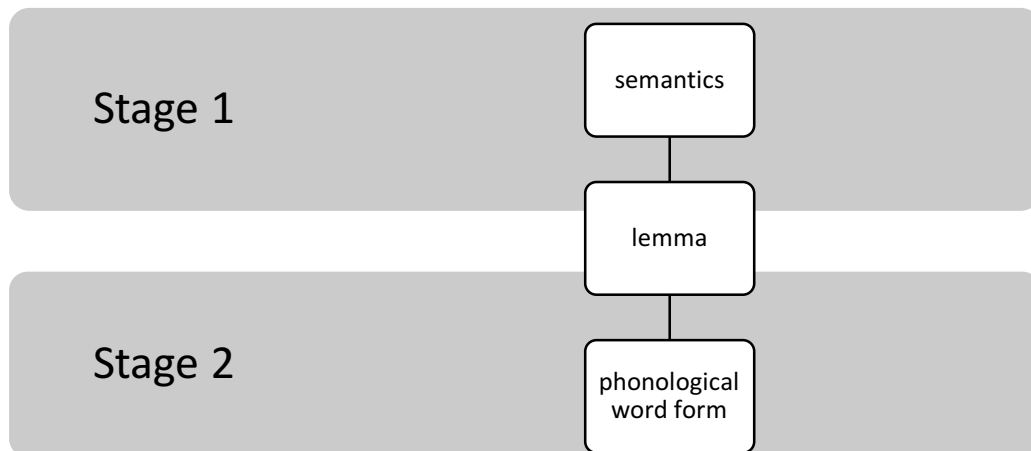 Stage 1
semantics
lemma
Stage 2
phonological
word form